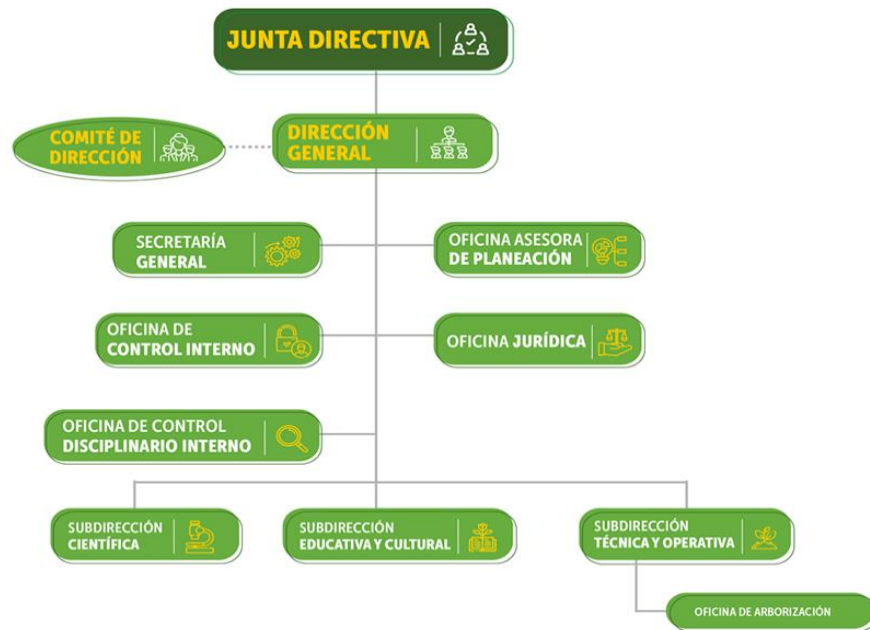 JUNTA DIRECTIVA
COMITÉ DE
DIRECCIÓN
DIRECCIÓN
GENERAL
SECRETARÍA
GENERAL
OFICINA ASESORA
DE PLANEACIÓN
OFICINA DE
CONTROL INTERNO
OFICINA JURÍDICA
OFICINA DE CONTROL
DISCIPLINARIO INTERNO
SUBDIRECCIÓN
CIENTÍFICA
SUBDIRECCIÓN
EDUCATIVA Y CULTURAL
SUBDIRECCIÓN
TÉCNICA Y OPERATIVA
OFICINA DE ARBORIZACIÓN